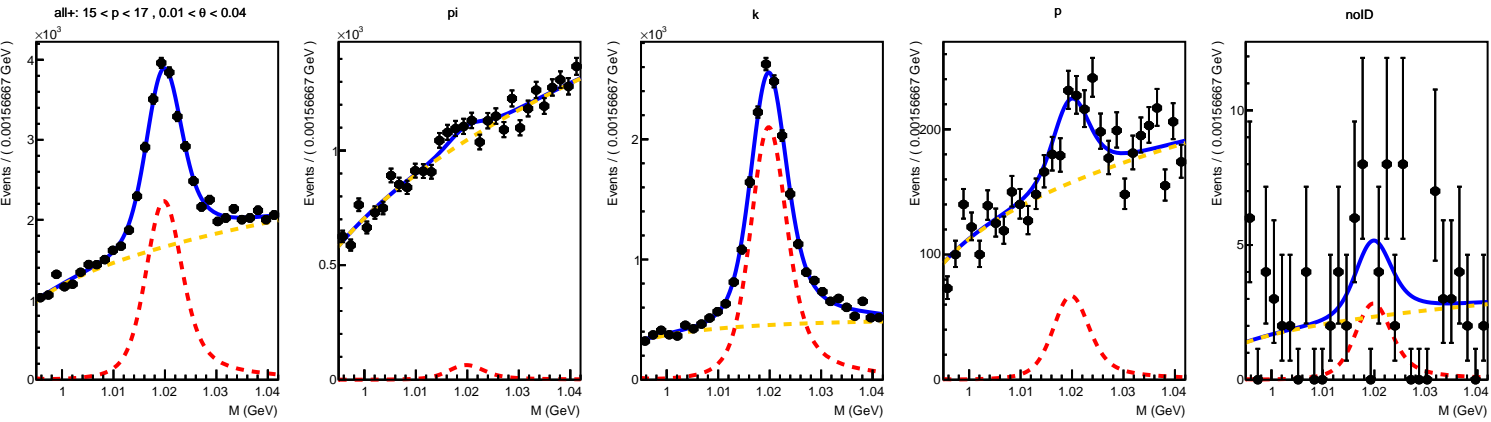 all+: 15 < p < 17 , 0.01 < θ < 0.04
×10³
Events / ( 0.00156667 GeV )
4
3
2
1
0
1 1.01 1.02 1.03 1.04
M (GeV)
pi
×10³
Events / ( 0.00156667 GeV )
1
0.5
0
1 1.01 1.02 1.03 1.04
M (GeV)
k
×10³
Events / ( 0.00156667 GeV )
2
1
0
1 1.01 1.02 1.03 1.04
M (GeV)
p
Events / ( 0.00156667 GeV )
200
100
0
1 1.01 1.02 1.03 1.04
M (GeV)
noID
Events / ( 0.00156667 GeV )
10
5
0
1 1.01 1.02 1.03 1.04
M (GeV)